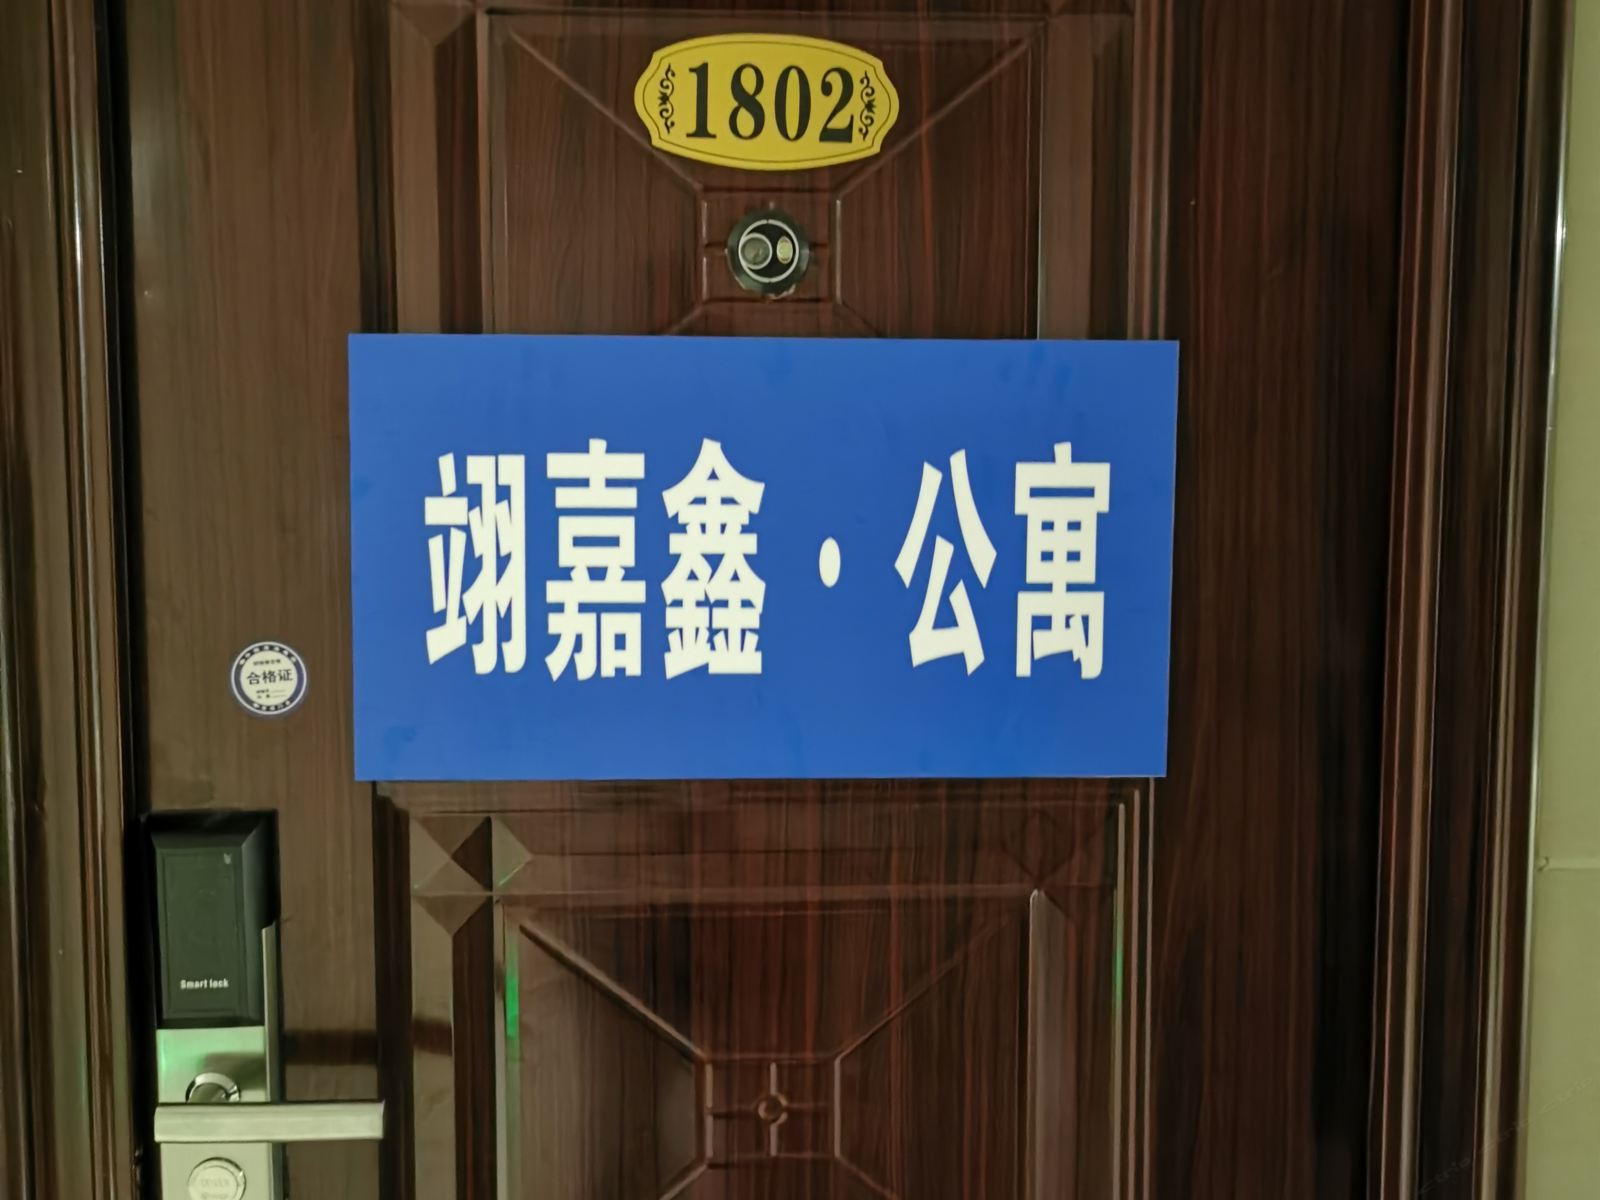 1802
翊嘉鑫·公寓
合格证
Smart lock